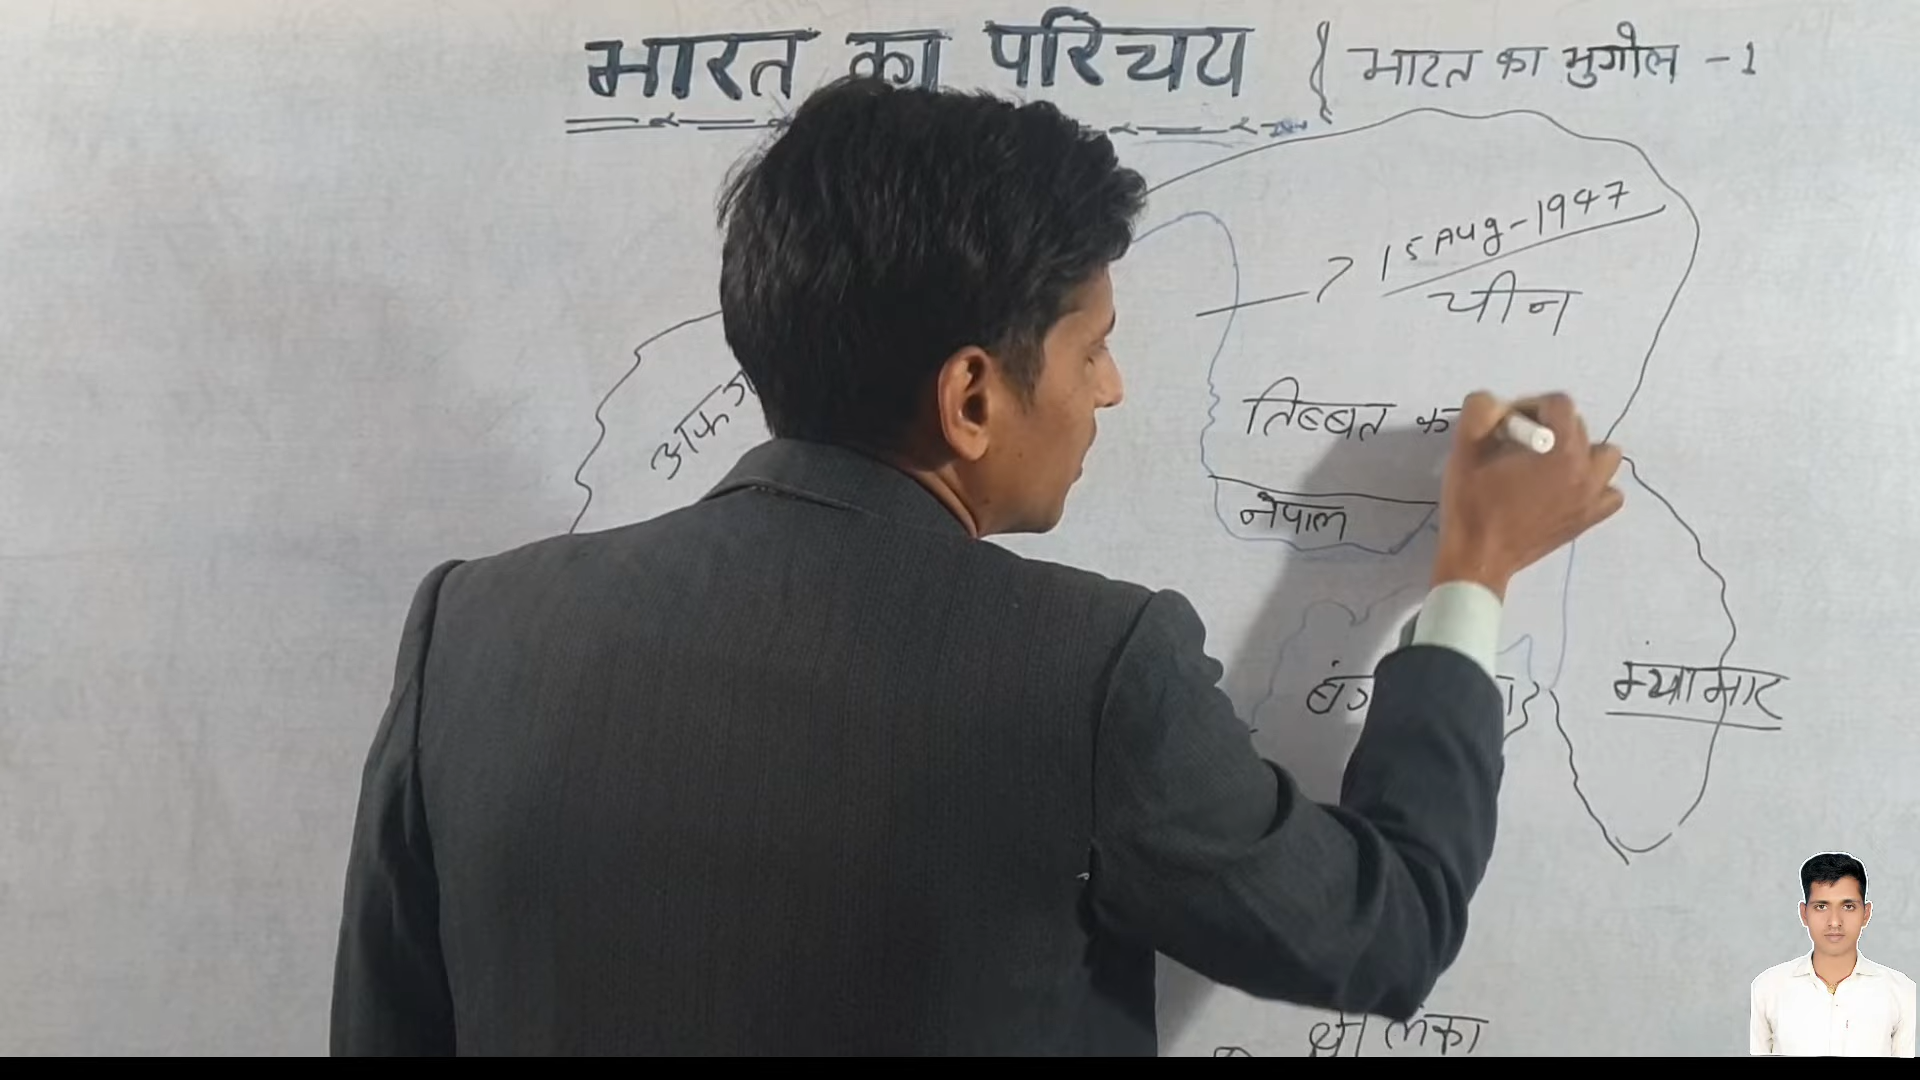 भारत का परिचय { भारत का भुगोल - 1
15 Aug - 1947
चीन
तिब्बत
नेपाल
म्यांमार
श्री लंका